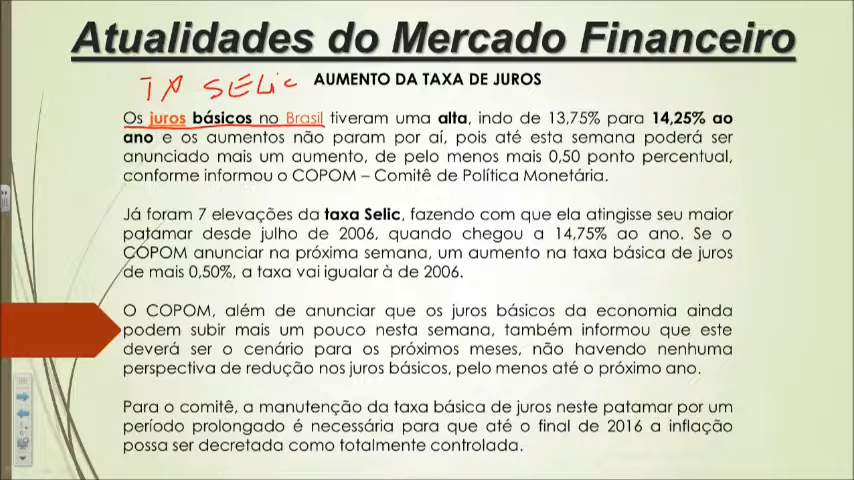 Atualidades do Mercado Financeiro
TA SELic AUMENTO DA TAXA DE JUROS
Os juros básicos no Brasil tiveram uma alta, indo de 13,75% para 14,25% ao
ano e os aumentos não param por aí, pois até esta semana poderá ser
anunciado mais um aumento, de pelo menos mais 0,50 ponto percentual,
conforme informou o COPOM – Comitê de Política Monetária.
Já foram 7 elevações da taxa Selic, fazendo com que ela atingisse seu maior
patamar desde julho de 2006, quando chegou a 14,75% ao ano. Se o
COPOM anunciar na próxima semana, um aumento na taxa básica de juros
de mais 0,50%, a taxa vai igualar à de 2006.
O COPOM, além de anunciar que os juros básicos da economia ainda
podem subir mais um pouco nesta semana, também informou que este
deverá ser o cenário para os próximos meses, não havendo nenhuma
perspectiva de redução nos juros básicos, pelo menos até o próximo ano.
Para o comitê, a manutenção da taxa básica de juros neste patamar por um
período prolongado é necessária para que até o final de 2016 a inflação
possa ser decretada como totalmente controlada.